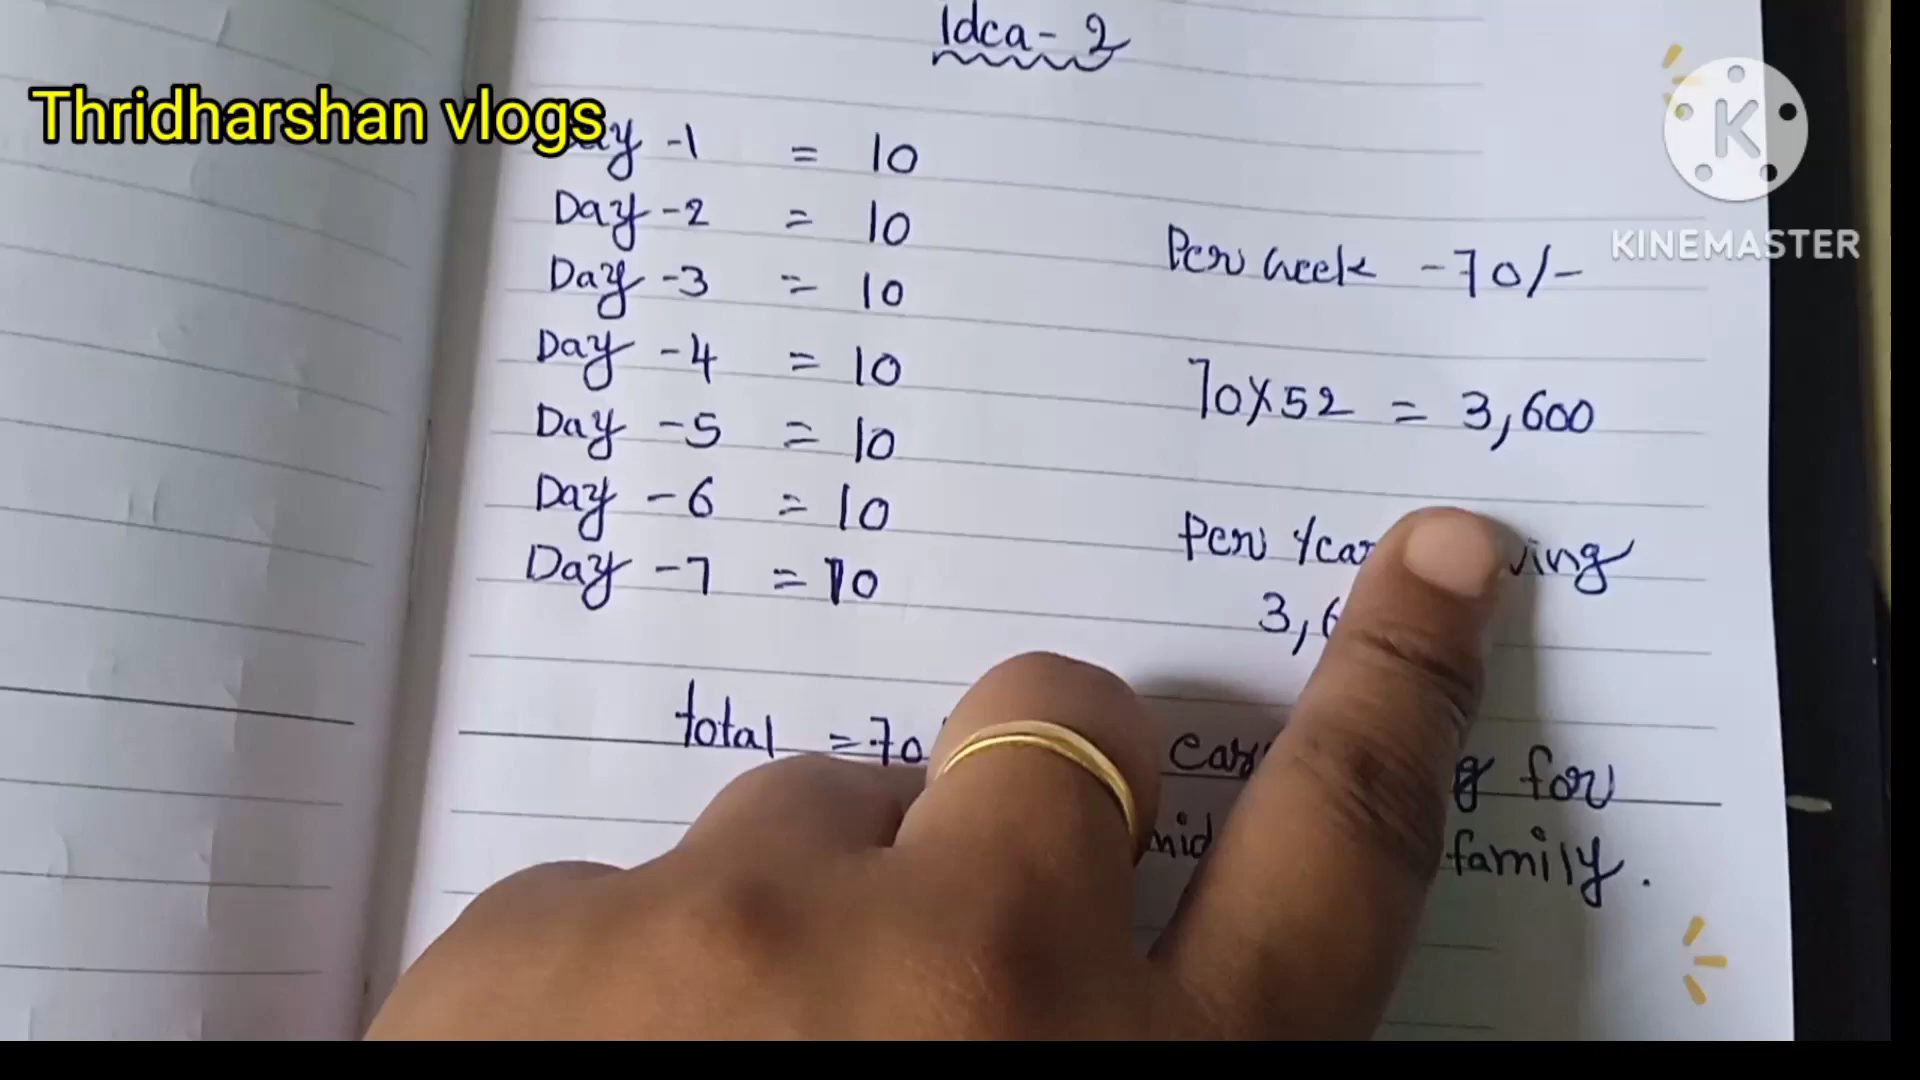 Idea - 2
Thridharshan vlogs
Day - 1 = 10
Day - 2 = 10
Day - 3 = 10
Day - 4 = 10
Day - 5 = 10
Day - 6 = 10
Day - 7 = 10
total = 70
Per week - 70/-
70X52 = 3,600
Per Year
3,6
for
family.
KINEMASTER